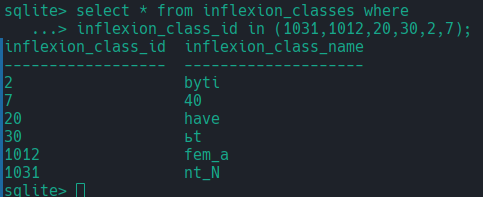 sqlite> select * from inflexion_classes where
   ...> inflexion_class_id in (1031,1012,20,30,2,7);
inflexion_class_id  inflexion_class_name
------------------  --------------------
2                   byti
7                   40
20                  have
30                  ьt
1012                fem_a
1031                nt_N
sqlite>